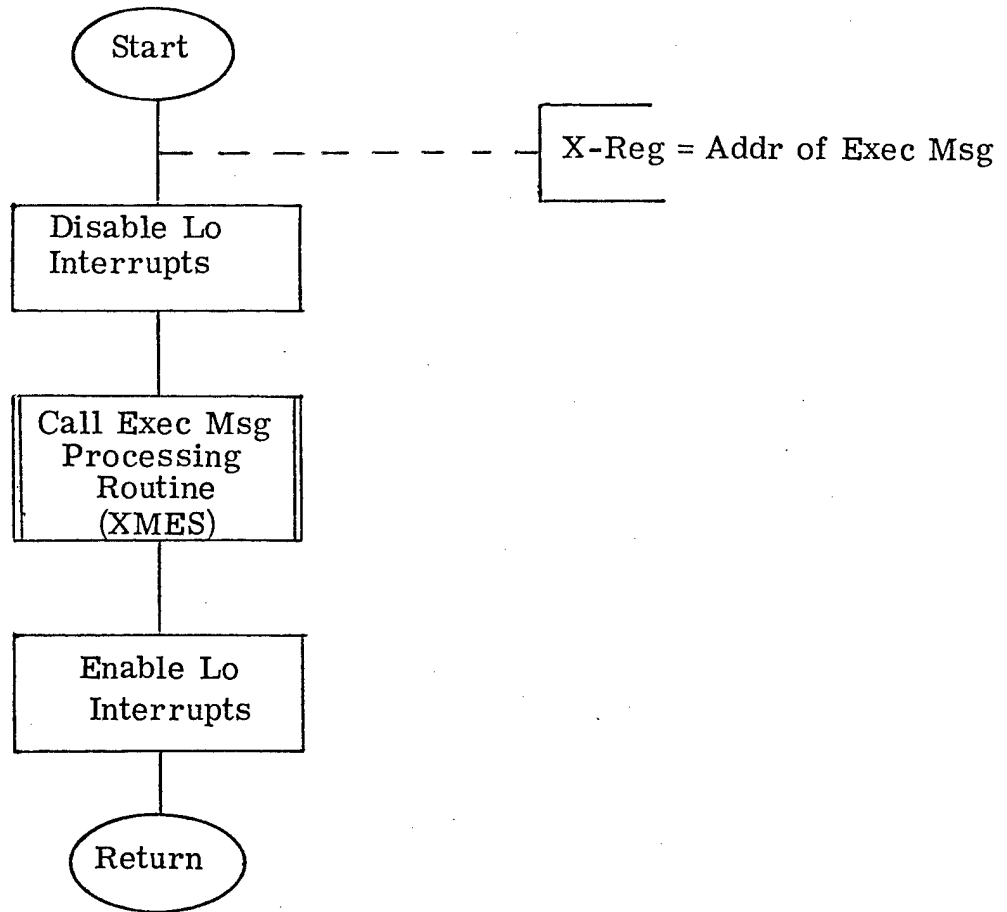 Start
X-Reg = Addr of Exec Msg
Disable Lo
Interrupts
Call Exec Msg
Processing
Routine
(XMES)
Enable Lo
Interrupts
Return